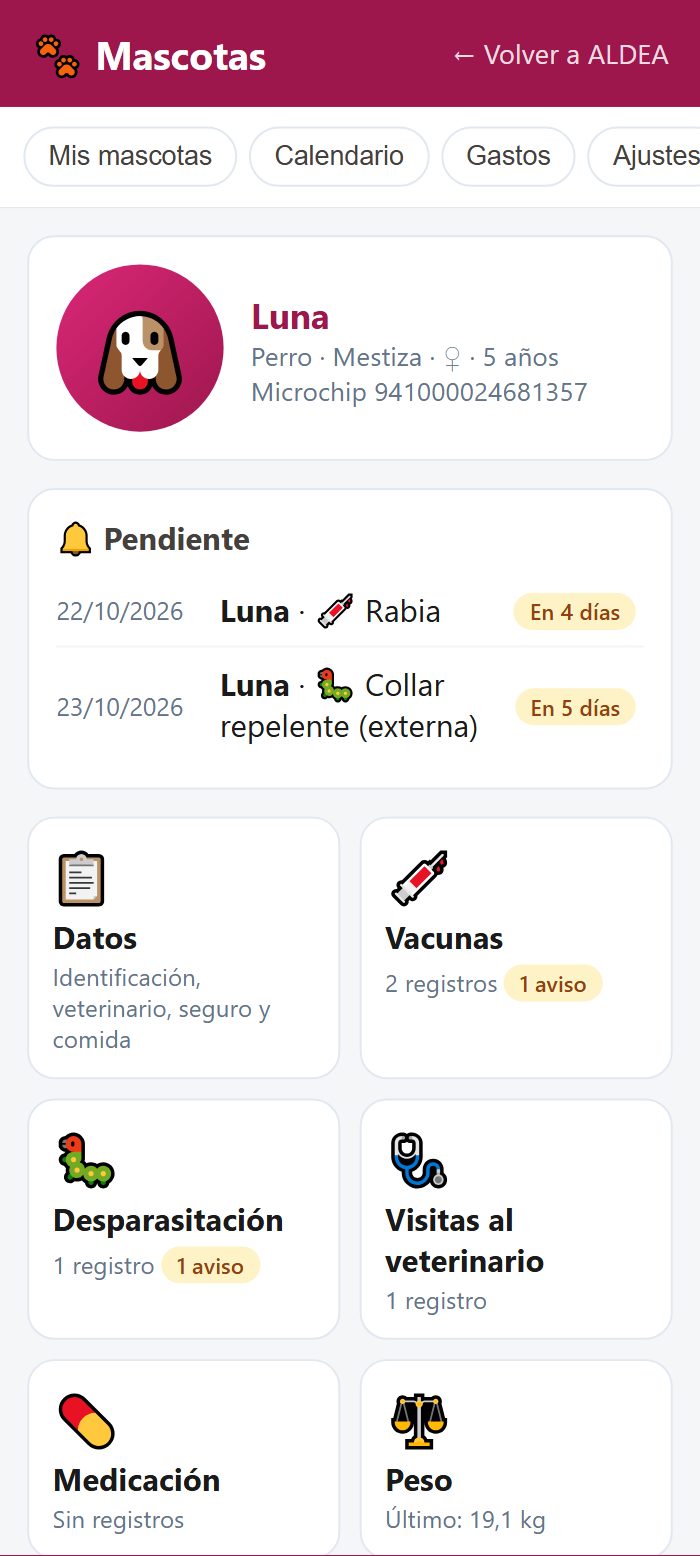 Mascotas
← Volver a ALDEA
Mis mascotas
Calendario
Gastos
Ajustes
Luna
Perro · Mestiza · ♀ · 5 años
Microchip 941000024681357
Pendiente
22/10/2026
Luna · Rabia
En 4 días
23/10/2026
Luna · Collar
repelente (externa)
En 5 días
Datos
Identificación,
veterinario, seguro y
comida
Vacunas
2 registros
1 aviso
Desparasitación
1 registro
1 aviso
Visitas al
veterinario
1 registro
Medicación
Sin registros
Peso
Último: 19,1 kg